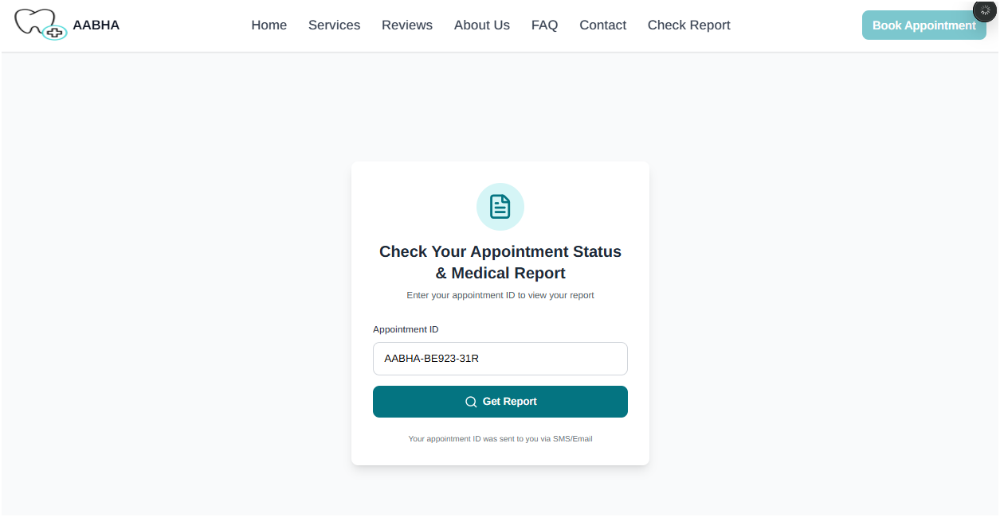 AABHA
Home Services Reviews About Us FAQ Contact Check Report
Book Appointment
Check Your Appointment Status
& Medical Report
Enter your appointment ID to view your report
Appointment ID
AABHA-BE923-31R
Get Report
Your appointment ID was sent to you via SMS/Email